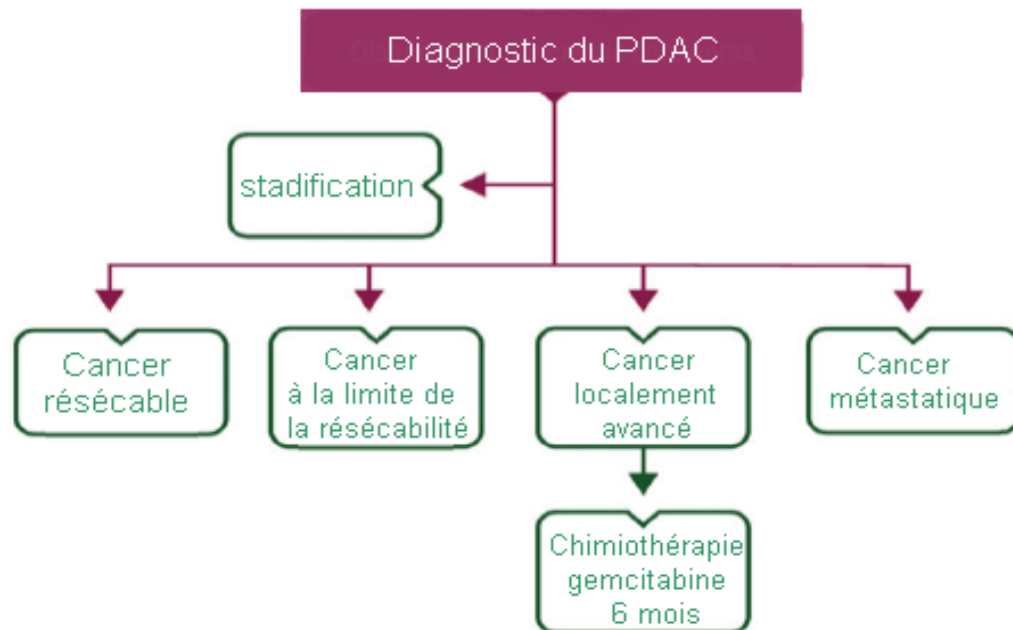 Diagnostic du PDAC
stadification
Cancer
résécable
Cancer
à la limite de
la résécabilité
Cancer
localement
avancé
Cancer
métastatique
Chimiothérapie
gemcitabine
6 mois